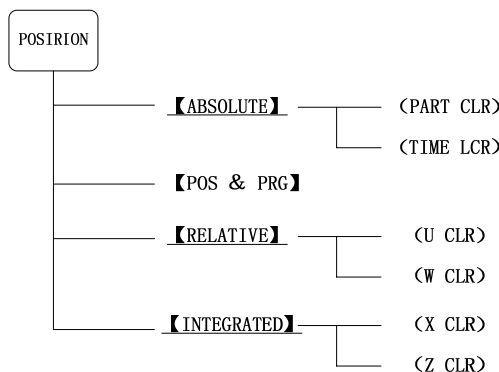 POSIRION
【ABSOLUTE】
(PART CLR)
(TIME LCR)
【POS & PRG】
【RELATIVE】
(U CLR)
(W CLR)
【INTEGRATED】
(X CLR)
(Z CLR)